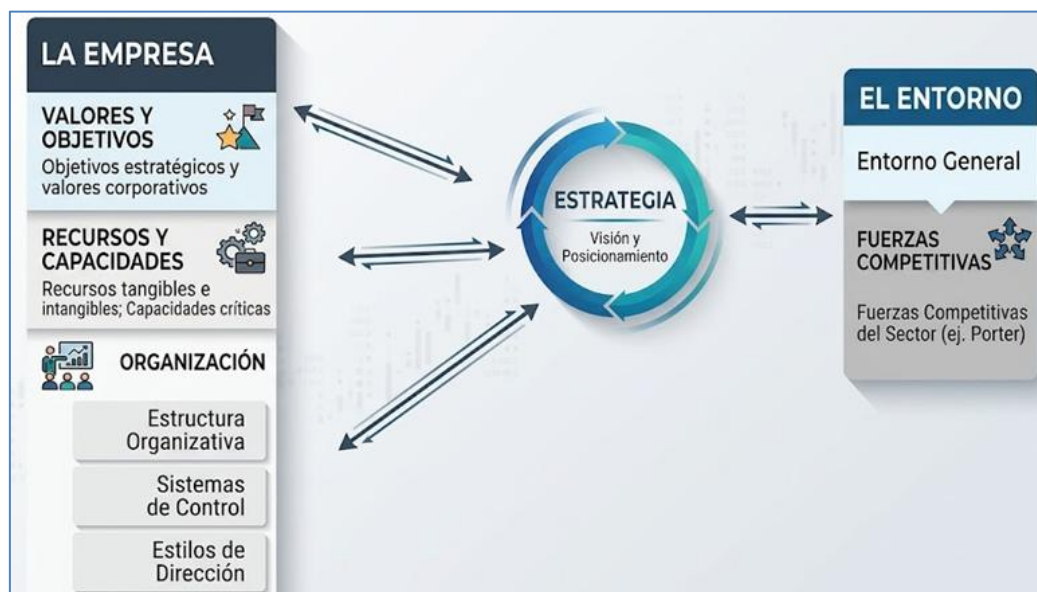 LA EMPRESA
VALORES Y
OBJETIVOS
Objetivos estratégicos y
valores corporativos
RECURSOS Y
CAPACIDADES
Recursos tangibles e
intangibles; Capacidades críticas
ORGANIZACIÓN
Estructura
Organizativa
Sistemas
de Control
Estilos de
Dirección
ESTRATEGIA
Visión y
Posicionamiento
EL ENTORNO
Entorno General
FUERZAS
COMPETITIVAS
Fuerzas Competitivas
del Sector (ej. Porter)